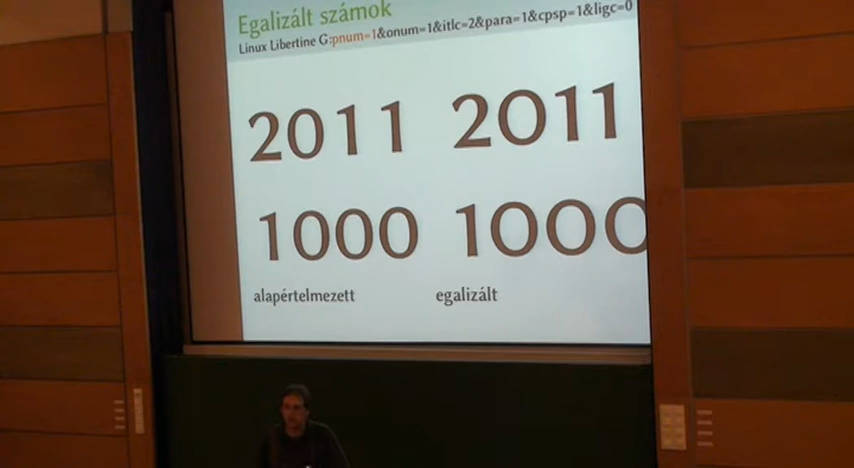 Egalizált számok
Linux Libertine G:pnum=1&onum=1&itlc=2&para=1&cpsp=1&ligc=0
2011 2011
1000 1000
alapértelmezett egalizált